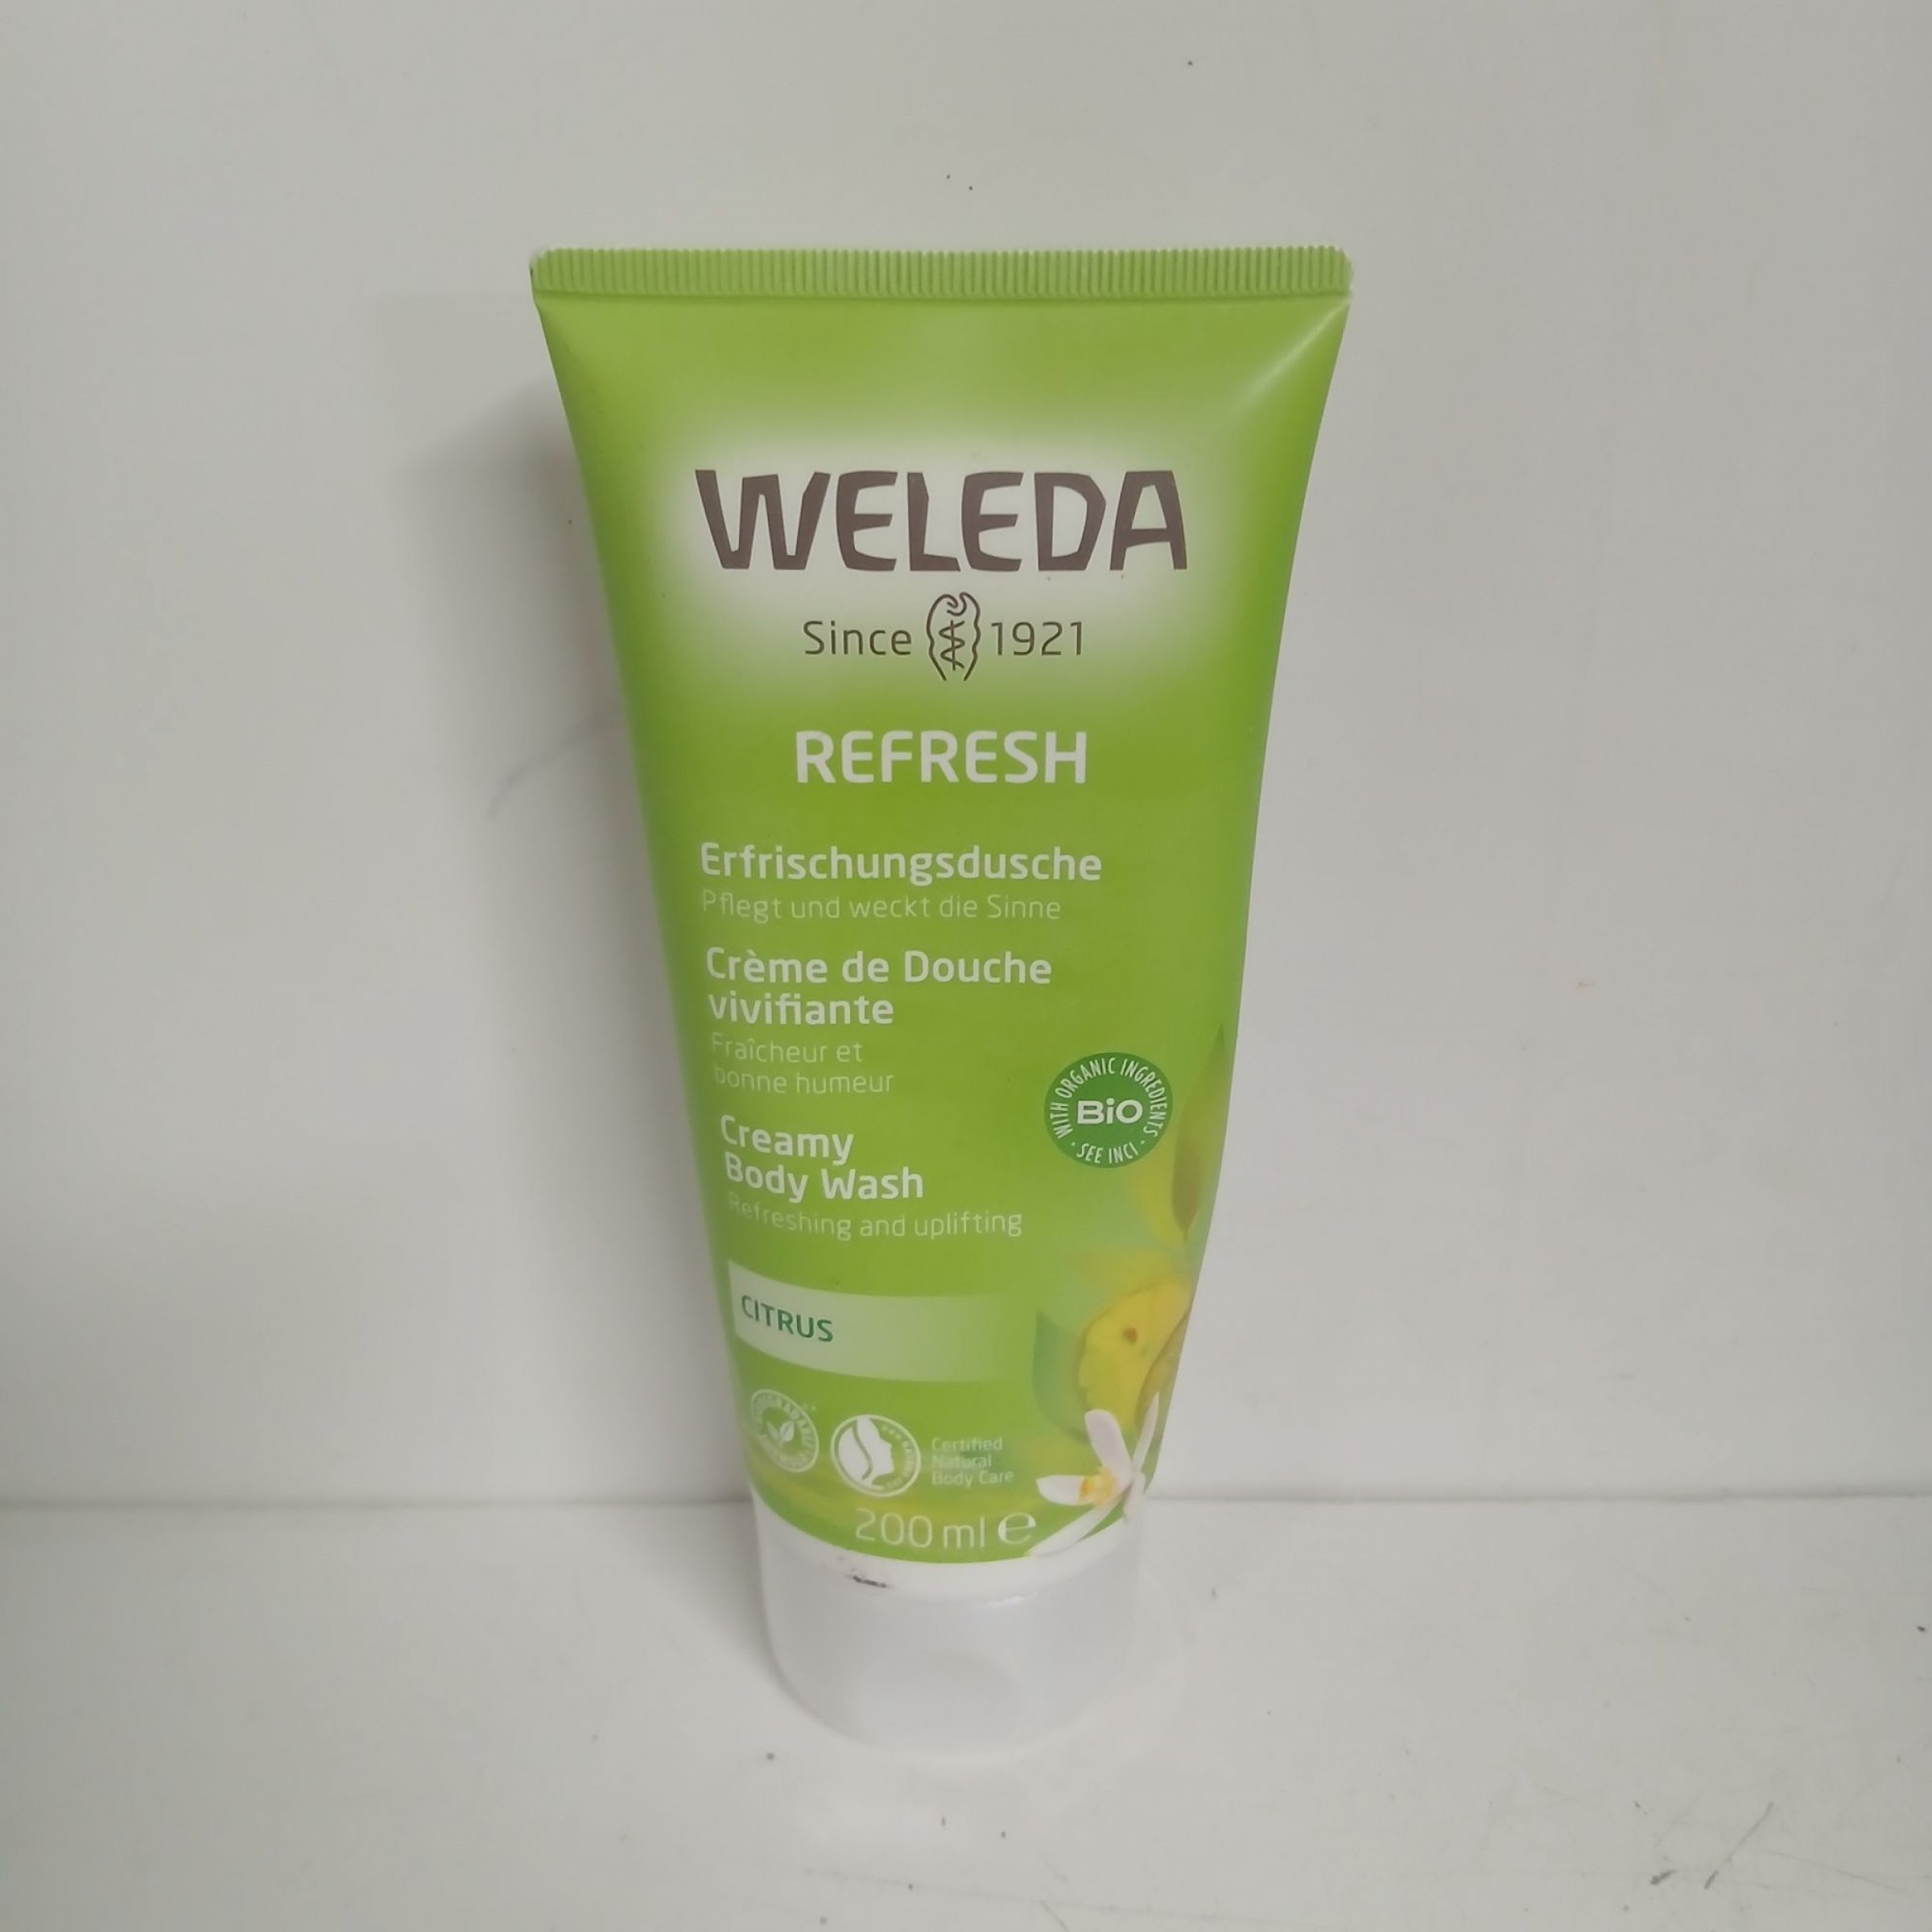 WELEDA
Since 1921
REFRESH
Erfrischungsdusche
Pflegt und weckt die Sinne
Crème de Douche
vivifiante
Fraîcheur et
bonne humeur
WITH ORGANIC INGREDIENTS
BiO
· SEE INCI ·
Creamy
Body Wash
Refreshing and uplifting
CITRUS
Certified
Natural
Body Care
200 ml e